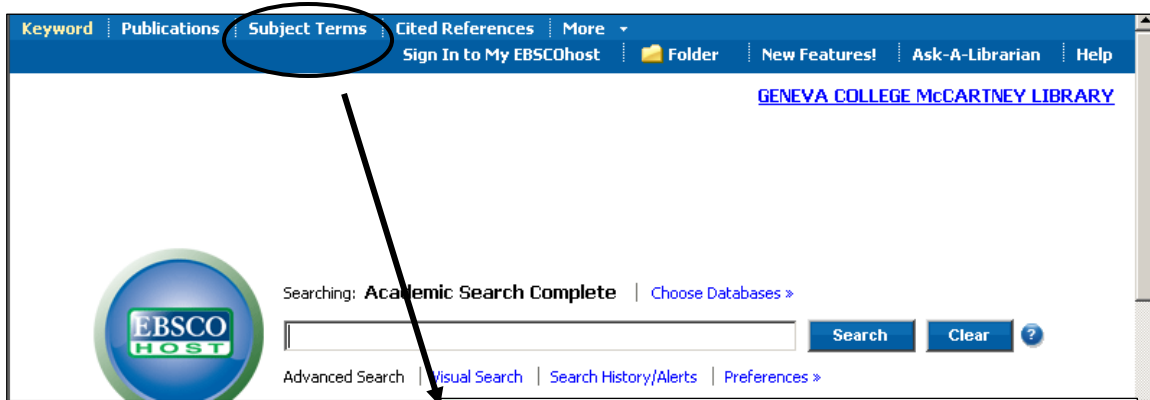 Keyword Publications Subject Terms Cited References More
Sign In to My EBSCOhost Folder New Features! Ask-A-Librarian Help
GENEVA COLLEGE McCARTNEY LIBRARY
Searching: Academic Search Complete Choose Databases »
EBSCO
HOST
Search Clear ?
Advanced Search Visual Search Search History/Alerts Preferences »